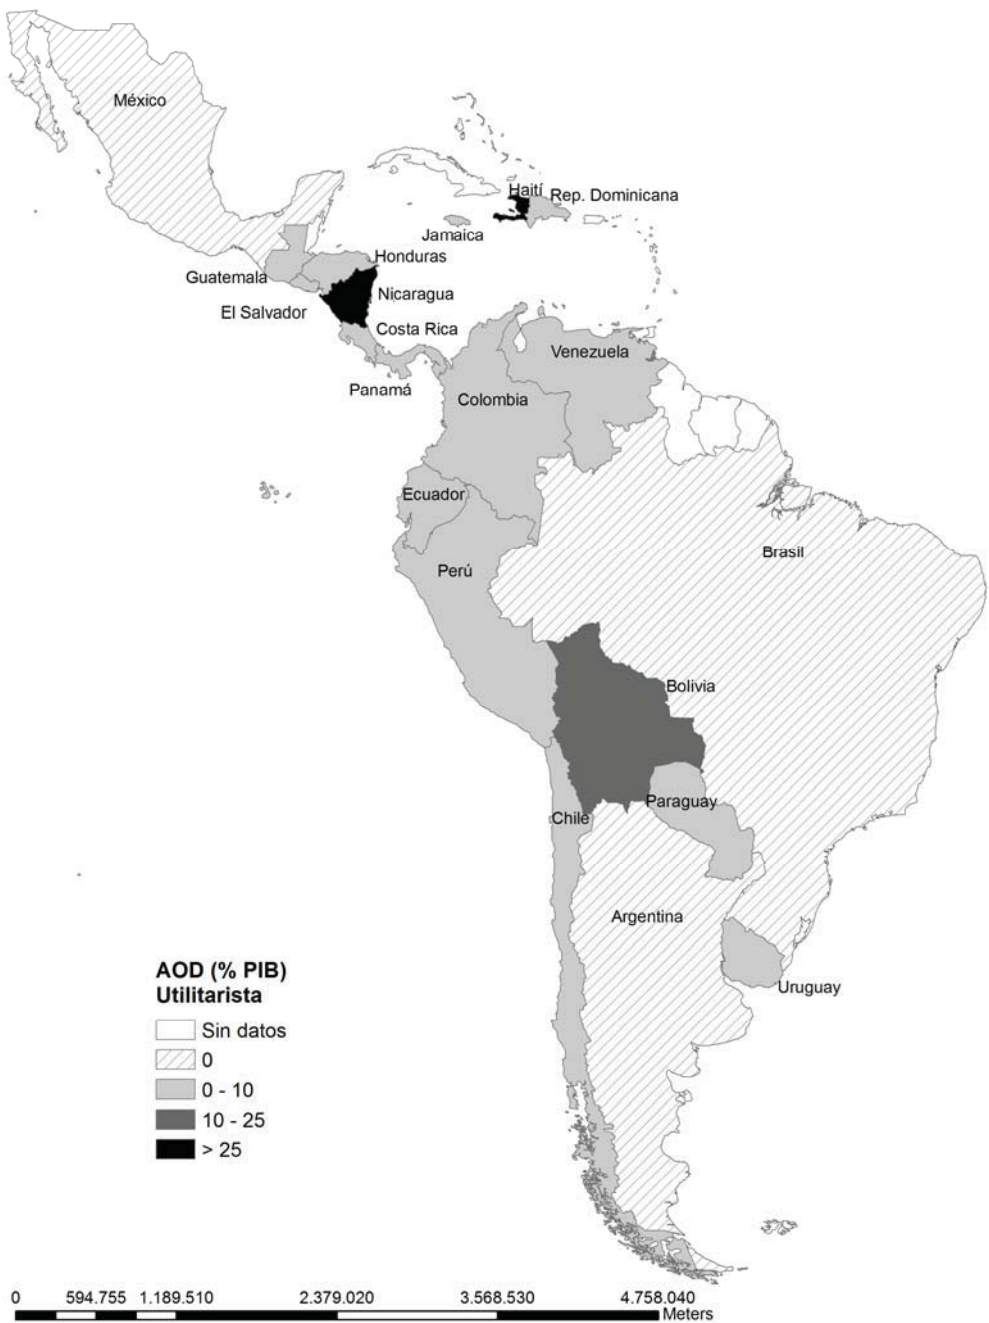 México
Haití
Rep. Dominicana
Jamaica
Honduras
Guatemala
Nicaragua
El Salvador
Costa Rica
Venezuela
Panamá
Colombia
Ecuador
Brasil
Perú
Bolivia
Paraguay
Chile
Argentina
Uruguay
AOD (% PIB)
Utilitarista
Sin datos
0
0 - 10
10 - 25
> 25
0 594.755 1.189.510 2.379.020 3.568.530 4.758.040
Meters